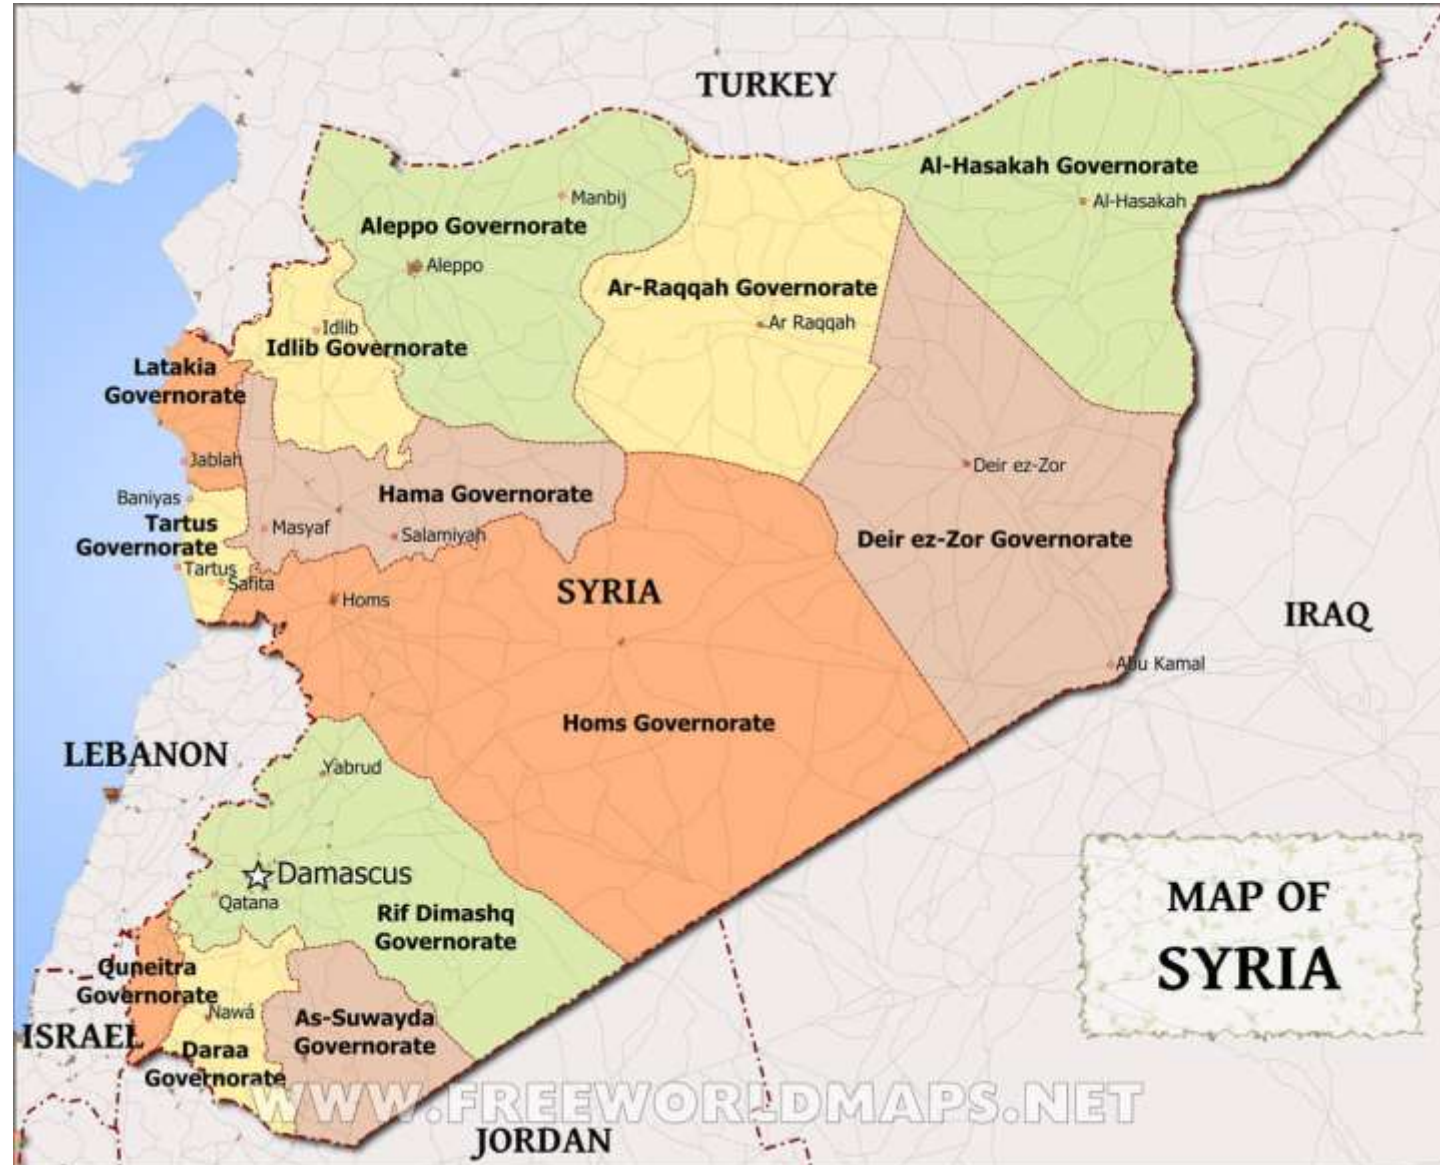 TURKEY
Al-Hasakah Governorate
Al-Hasakah
Manbij
Aleppo Governorate
Aleppo
Ar-Raqqah Governorate
Ar Raqqah
Idlib
Idlib Governorate
Latakia
Governorate
Jablah
Deir ez-Zor
Baniyas
Hama Governorate
Tartus
Governorate
Masyaf
Salamiyah
Deir ez-Zor Governorate
Tartus
Safita
Homs
SYRIA
IRAQ
Abu Kamal
Homs Governorate
LEBANON
Yabrud
Damascus
Qatana
Rif Dimashq
Governorate
MAP OF
SYRIA
Quneitra
Governorate
Nawá
ISRAEL
As-Suwayda
Governorate
Daraa
Governorate
WWW.FREEWORLDMAPS.NET
JORDAN